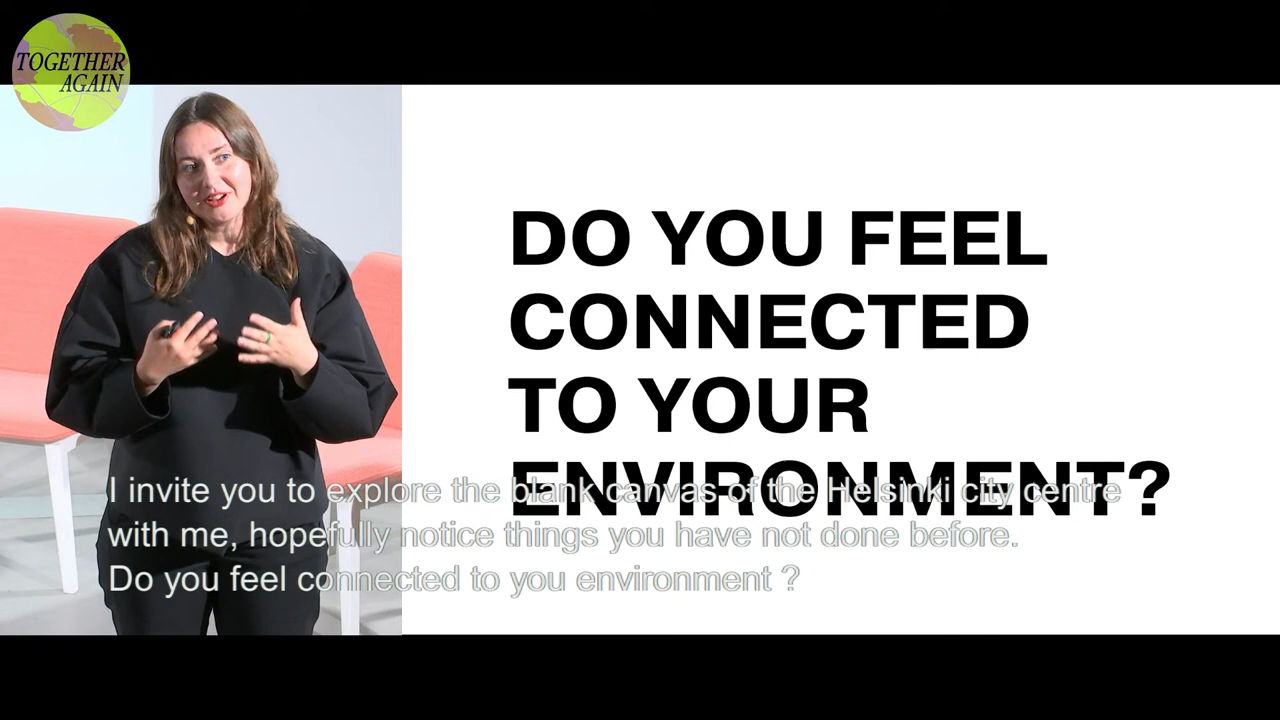 TOGETHER
AGAIN
DO YOU FEEL
CONNECTED
TO YOUR
ENVIRONMENT?
I invite you to explore the blank canvas of the Helsinki city centre
with me, hopefully notice things you have not done before.
Do you feel connected to you environment ?